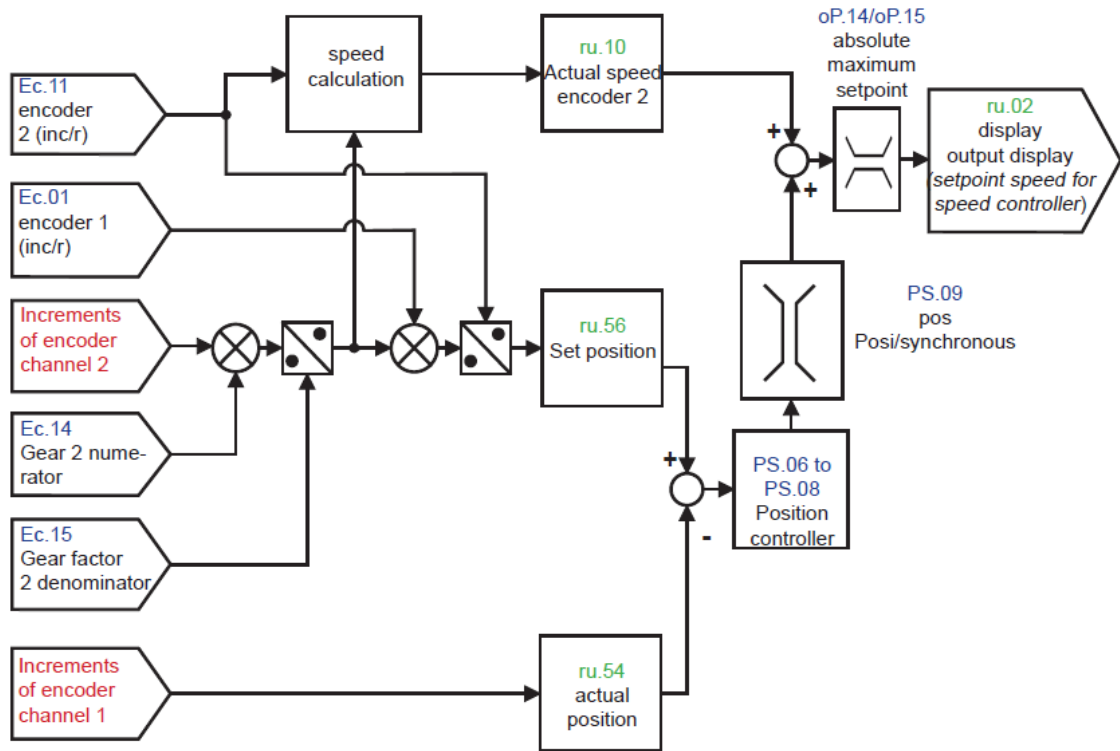 oP.14/oP.15
absolute
maximum
setpoint
speed
calculation
ru.10
Actual speed
encoder 2
Ec.11
encoder
2 (inc/r)
ru.02
display
output display
(setpoint speed for
speed controller)
+
+
Ec.01
encoder 1
(inc/r)
Increments
of encoder
channel 2
ru.56
Set position
PS.09
pos
Posi/synchronous
Ec.14
Gear 2 nume-
rator
+
-
PS.06 to
PS.08
Position
controller
Ec.15
Gear factor
2 denominator
Increments
of encoder
channel 1
ru.54
actual
position